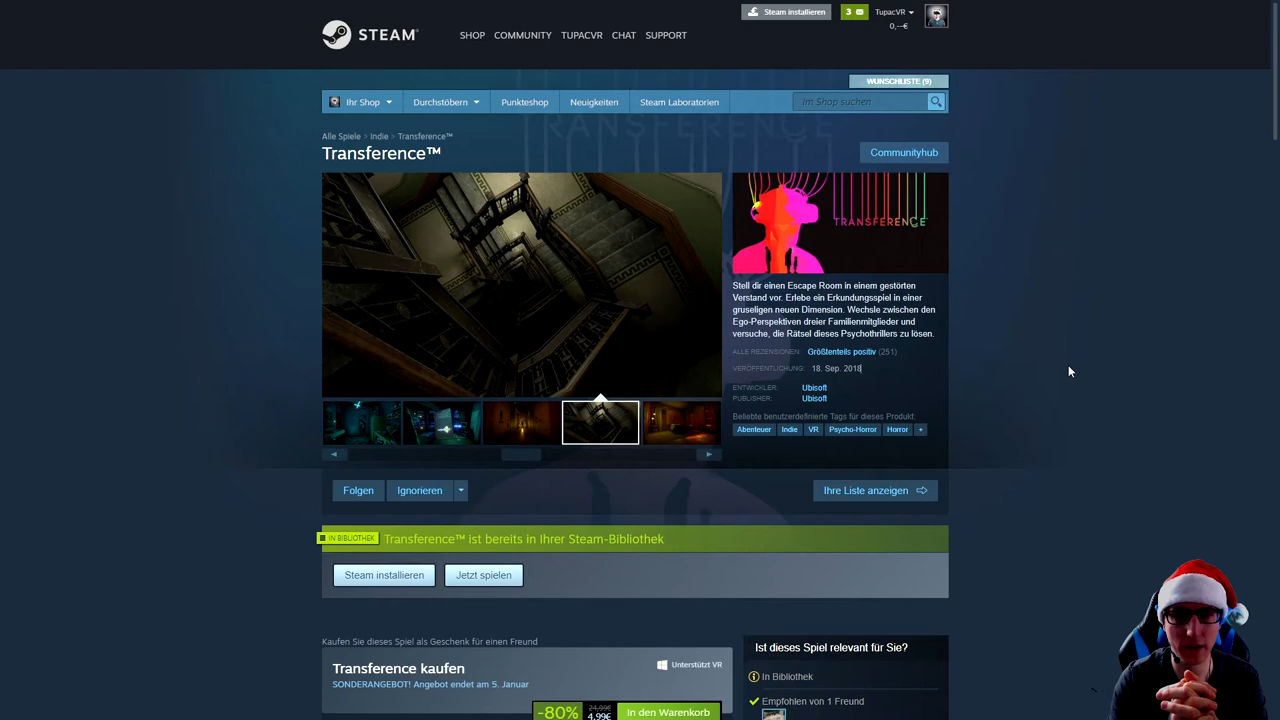 Steam installieren
3
TupacVR
0,--€
STEAM
SHOP
COMMUNITY
TUPACVR
CHAT
SUPPORT
WUNSCHLISTE (9)
Ihr Shop
Durchstöbern
Punkteshop
Neuigkeiten
Steam Laboratorien
Im Shop suchen
Alle Spiele > Indie > Transference™
Transference™
Communityhub
TRANSFERENCE
TRANSFERENCE
Stell dir einen Escape Room in einem gestörten
Verstand vor. Erlebe ein Erkundungsspiel in einer
gruseligen neuen Dimension. Wechsle zwischen den
Ego-Perspektiven dreier Familienmitglieder und
versuche, die Rätsel dieses Psychothrillers zu lösen.
ALLE REZENSIONEN: Größtenteils positiv (251)
VERÖFFENTLICHUNG: 18. Sep. 2018
ENTWICKLER: Ubisoft
PUBLISHER: Ubisoft
Beliebte benutzerdefinierte Tags für dieses Produkt:
Abenteuer Indie VR Psycho-Horror Horror +
Folgen
Ignorieren
Ihre Liste anzeigen
IN BIBLIOTHEK
Transference™ ist bereits in Ihrer Steam-Bibliothek
Steam installieren
Jetzt spielen
Kaufen Sie dieses Spiel als Geschenk für einen Freund
Transference kaufen
Unterstützt VR
SONDERANGEBOT! Angebot endet am 5. Januar
-80%
24,99€
4,99€
In den Warenkorb
Ist dieses Spiel relevant für Sie?
In Bibliothek
Empfohlen von 1 Freund